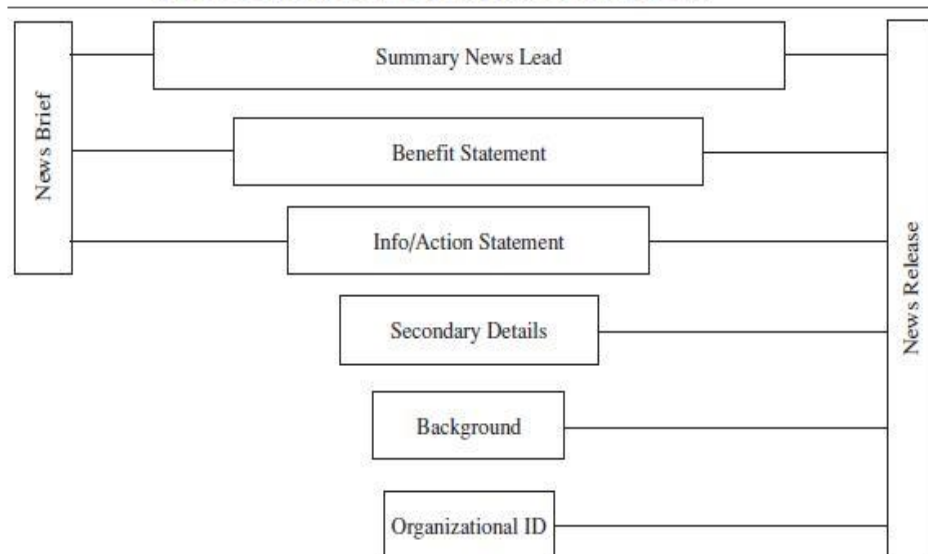 Summary News Lead
News Brief
Benefit Statement
Info/Action Statement
News Release
Secondary Details
Background
Organizational ID